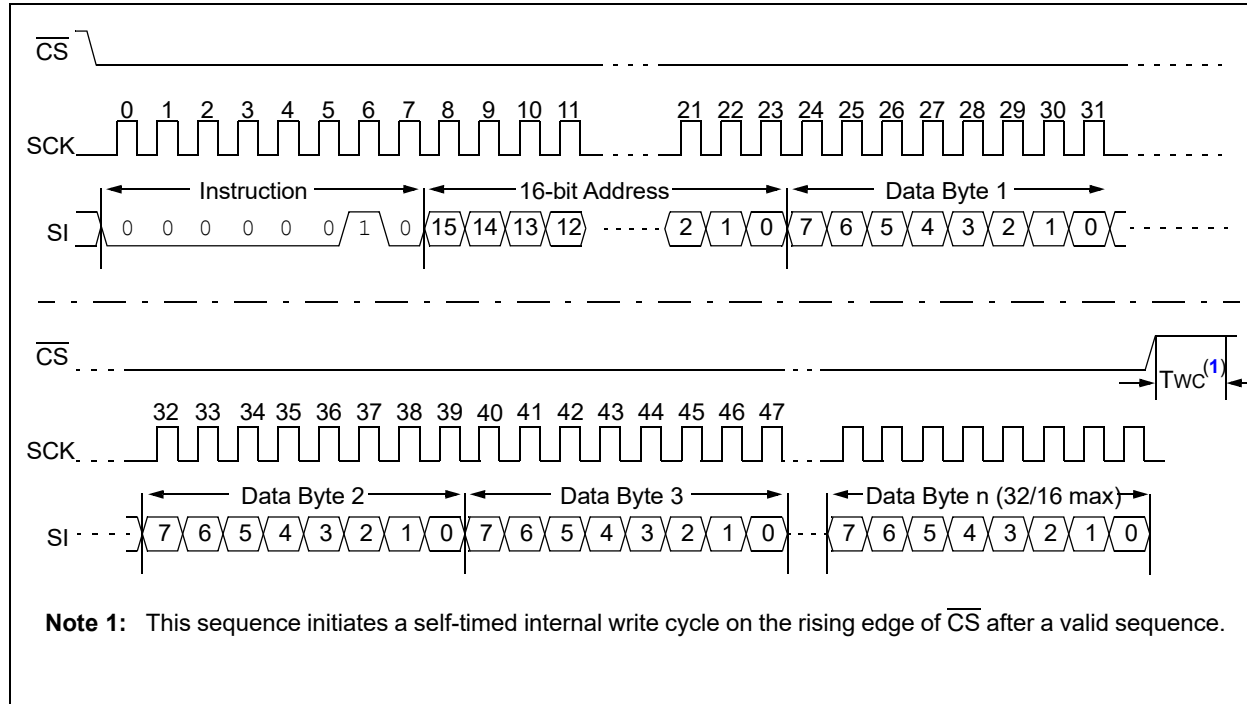 CS
0 1 2 3 4 5 6 7 8 9 10 11 21 22 23 24 25 26 27 28 29 30 31
SCK
Instruction 16-bit Address Data Byte 1
SI 0 0 0 0 0 0 1 0 15 14 13 12 2 1 0 7 6 5 4 3 2 1 0
CS
TWC(1)
32 33 34 35 36 37 38 39 40 41 42 43 44 45 46 47
SCK
Data Byte 2 Data Byte 3 Data Byte n (32/16 max)
SI 7 6 5 4 3 2 1 0 7 6 5 4 3 2 1 0 7 6 5 4 3 2 1 0
Note 1: This sequence initiates a self-timed internal write cycle on the rising edge of CS after a valid sequence.